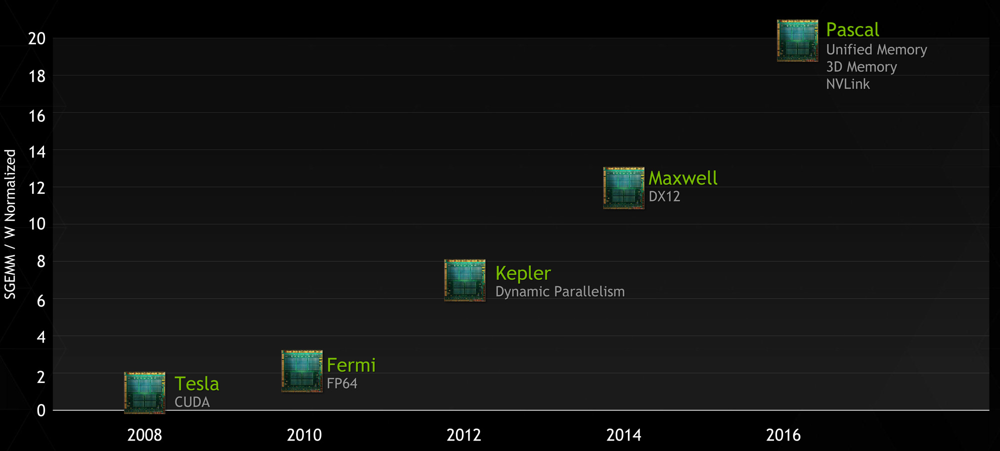 SGEMM / W Normalized
20
18
16
14
12
10
8
6
4
2
0
Pascal
Unified Memory
3D Memory
NVLink
Maxwell
DX12
Kepler
Dynamic Parallelism
Fermi
FP64
Tesla
CUDA
2008
2010
2012
2014
2016